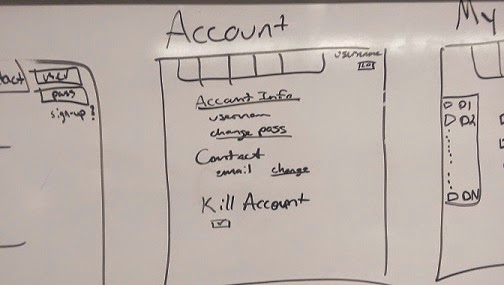 Account
My
user
pass
sign-up?
username
Account Info
usernam
change pass
Contact
email change
Kill Account
D1
D2
DN